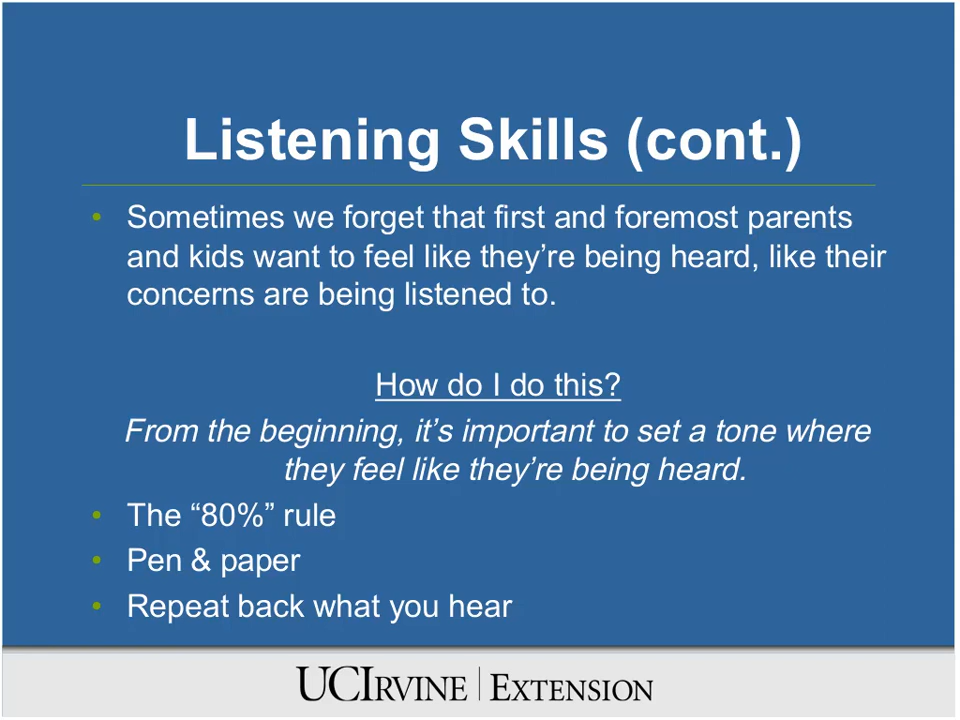 Listening Skills (cont.)
• Sometimes we forget that first and foremost parents
and kids want to feel like they’re being heard, like their
concerns are being listened to.
How do I do this?
From the beginning, it’s important to set a tone where
they feel like they’re being heard.
• The “80%” rule
• Pen & paper
• Repeat back what you hear
UCIRVINE | EXTENSION